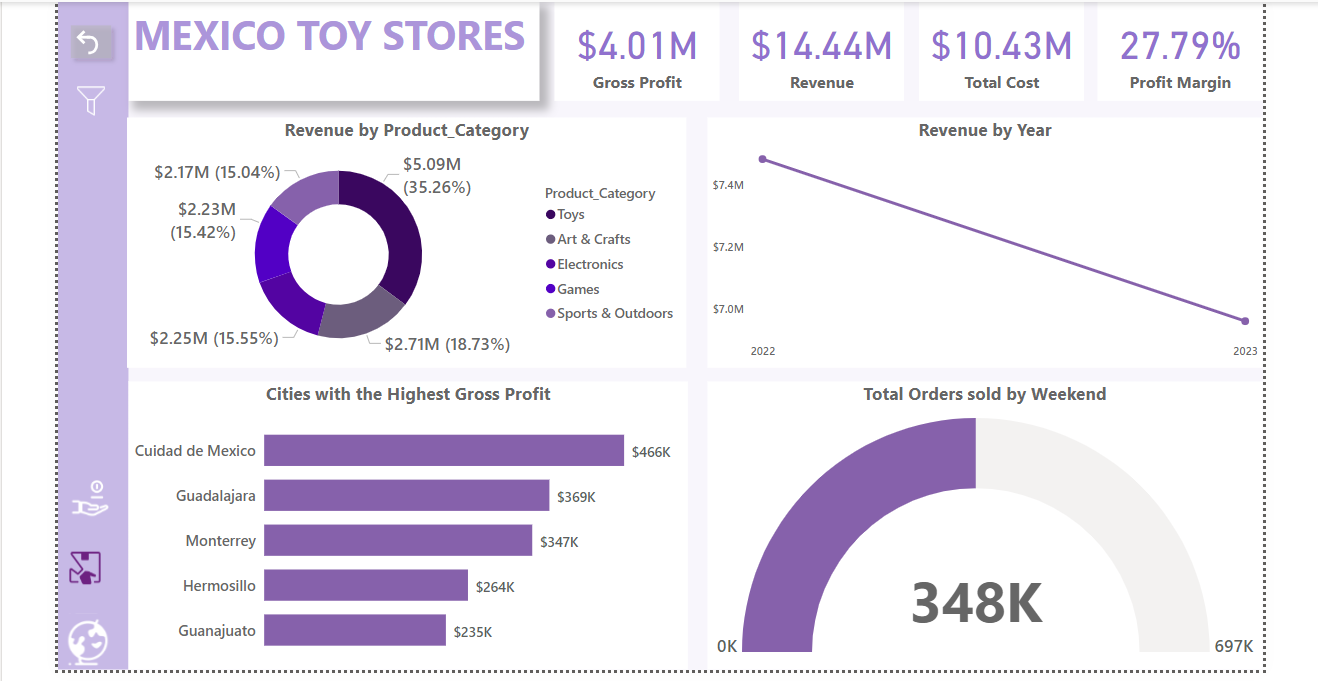 MEXICO TOY STORES
$4.01M
Gross Profit
$14.44M
Revenue
$10.43M
Total Cost
27.79%
Profit Margin
Revenue by Product_Category
$2.17M (15.04%)
$5.09M
(35.26%)
$2.23M
(15.42%)
$2.25M (15.55%)
$2.71M (18.73%)
Product_Category
Toys
Art & Crafts
Electronics
Games
Sports & Outdoors
Revenue by Year
$7.4M
$7.2M
$7.0M
2022
2023
Cities with the Highest Gross Profit
Cuidad de Mexico $466K
Guadalajara $369K
Monterrey $347K
Hermosillo $264K
Guanajuato $235K
Total Orders sold by Weekend
348K
0K
697K